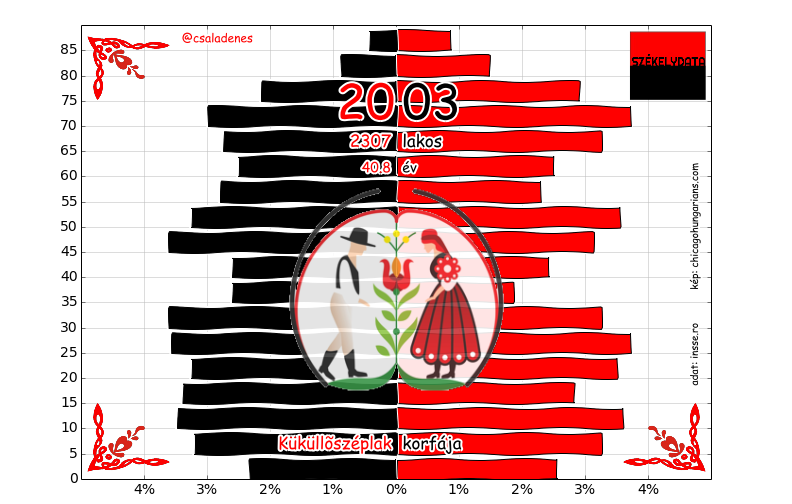 @csaladenes
SZÉKELYDATA
2003
2307 lakos
40.8 év
kép: chicagohungarians.com
adat: insse.ro
Küküllőszéplak korfája
85
80
75
70
65
60
55
50
45
40
35
30
25
20
15
10
5
0
4% 3% 2% 1% 0% 1% 2% 3% 4%